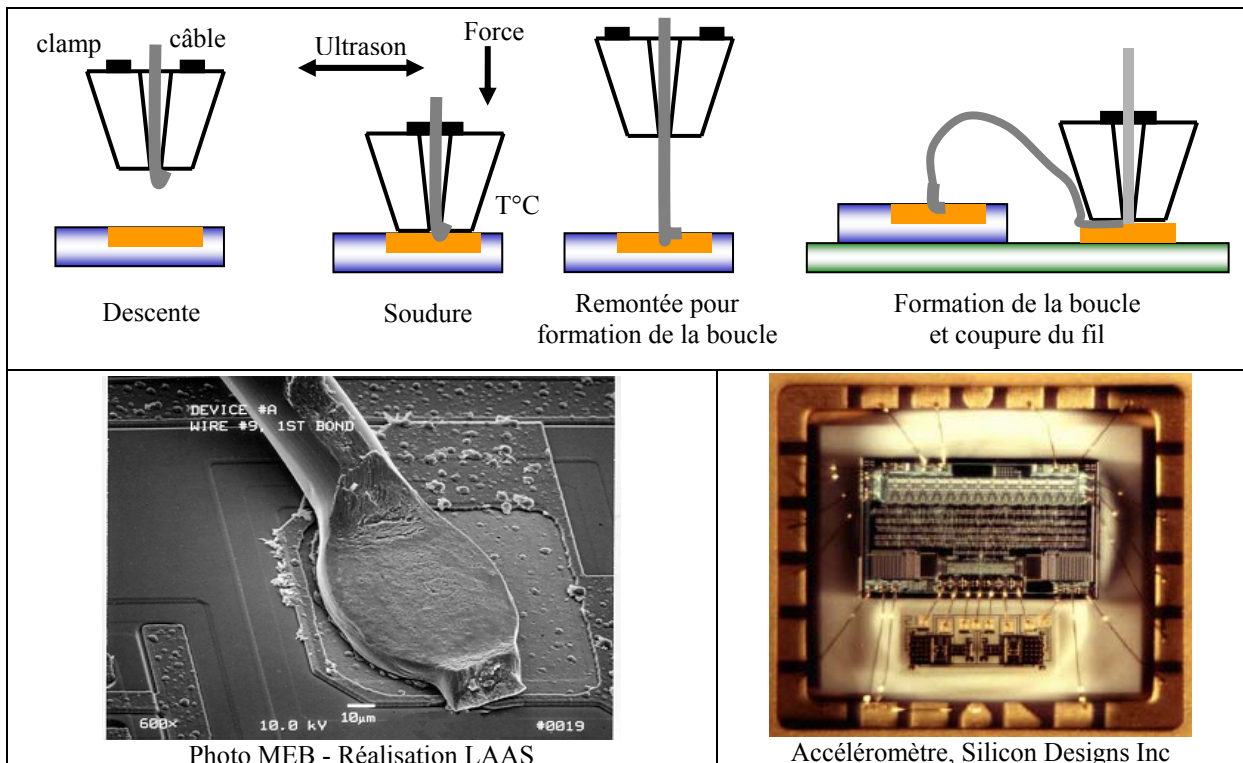 clamp
câble
Ultrason
Force
T°C
Descente
Soudure
Remontée pour
formation de la boucle
Formation de la boucle
et coupure du fil
DEVICE #A
WIRE #9, 1ST BOND
600x
10.0 kV
10µm
#0019
Photo MEB - Réalisation LAAS
Accéléromètre, Silicon Designs Inc